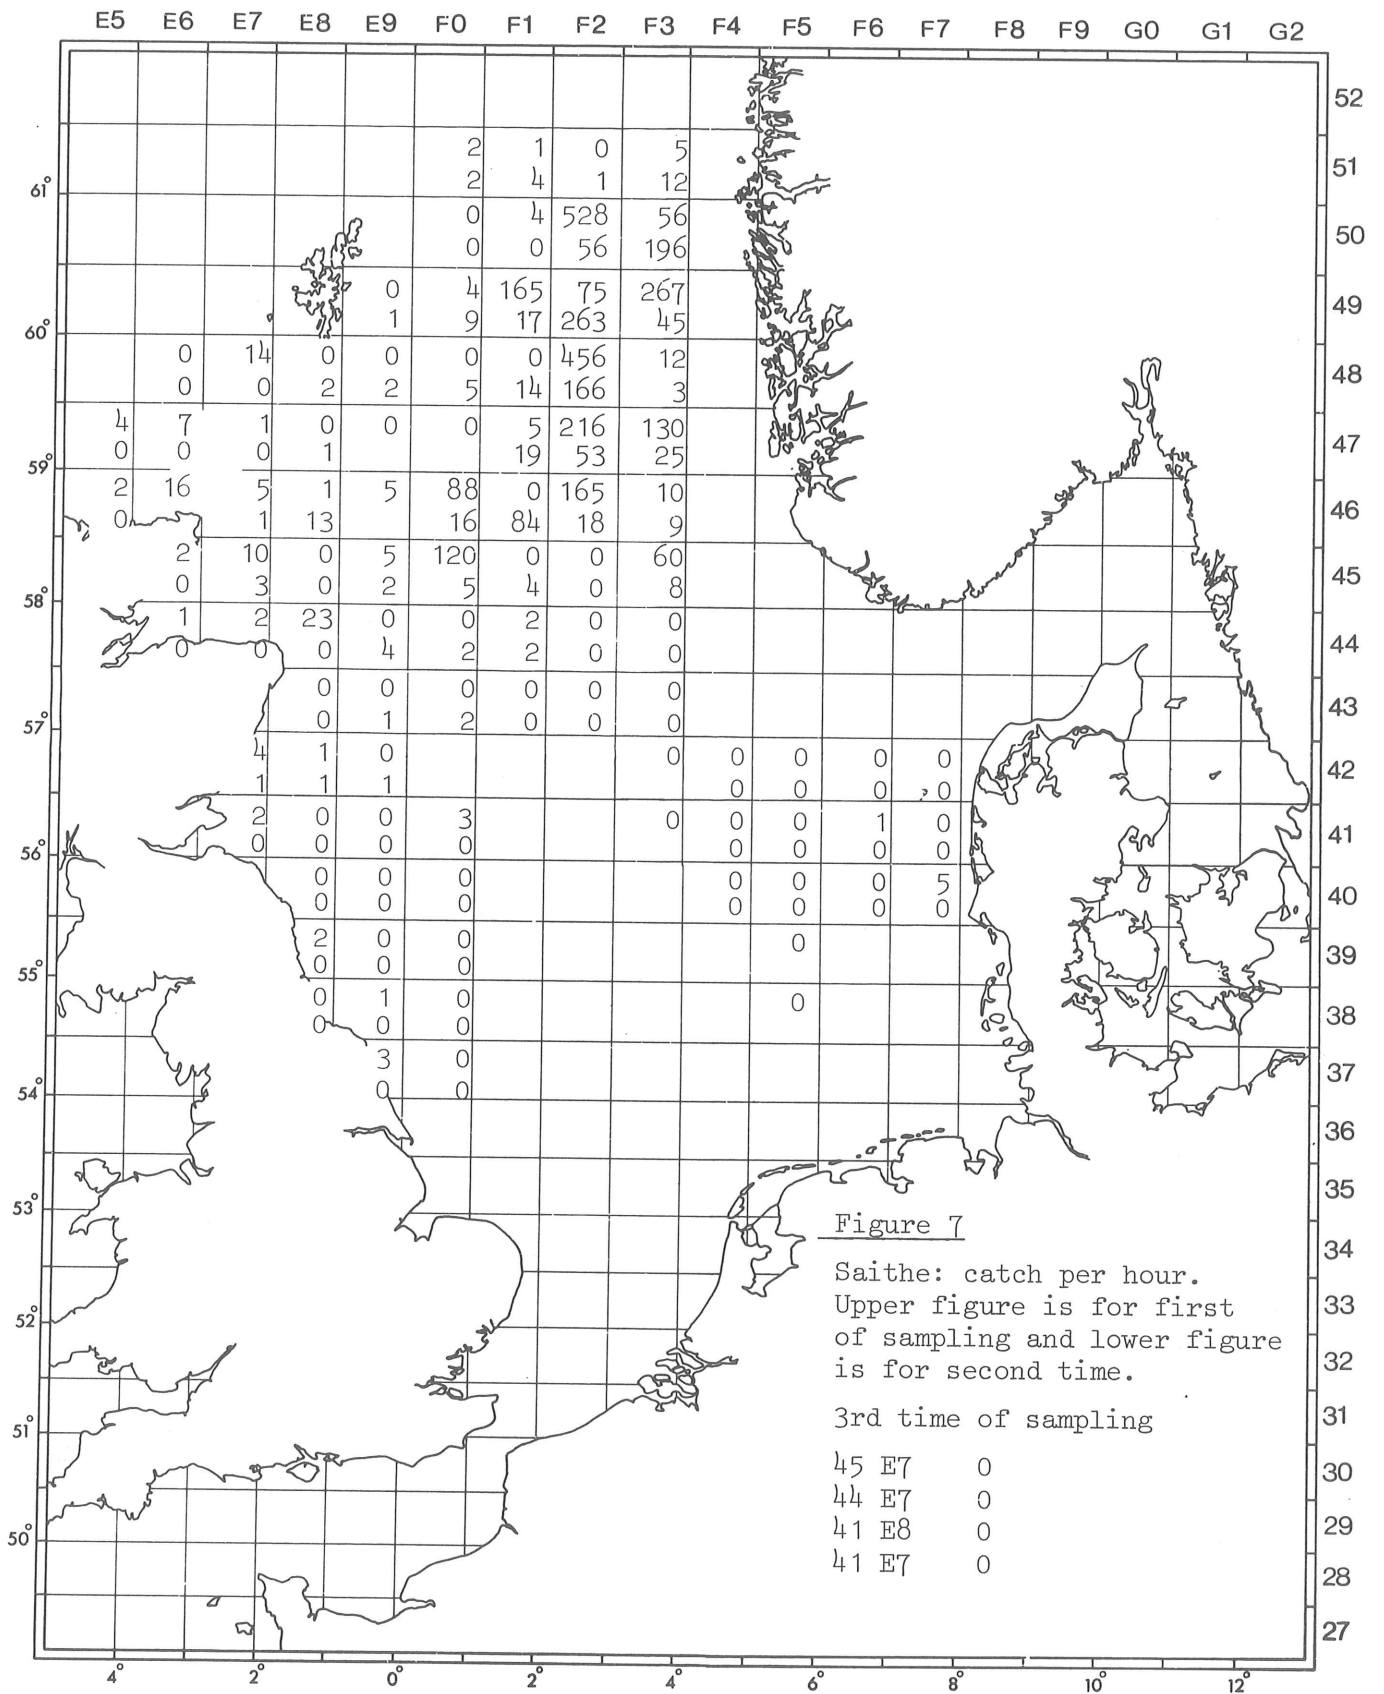 E5 E6 E7 E8 E9 F0 F1 F2 F3 F4 F5 F6 F7 F8 F9 G0 G1 G2
52
2 1 0 5
51
2 4 1 12
61°
0 4 528 56
50
0 0 56 196
0 4 165 75 267
49
1 9 17 263 45
60°
0 14 0 0 0 0 456 12
48
0 0 2 2 5 14 166 3
4 7 1 0 0 0 5 216 130
47
0 0 0 1 19 53 25
59°
2 16 5 1 5 88 0 165 10
46
0 1 13 16 84 18 9
2 10 0 5 120 0 0 60
45
0 3 0 2 5 4 0 8
58°
1 2 23 0 0 2 0 0
44
0 0 0 4 2 2 0 0
0 0 0 0 0 0
43
0 1 2 0 0 0
57°
4 1 0 0 0 0 0 0
42
1 1 1 0 0 0 0
2 0 0 3 0 0 0 1 0
41
0 0 0 0 0 0 0 0
56°
0 0 0 0 0 0 5
40
0 0 0 0 0 0 0
2 0 0 0
39
0 0 0
55°
0 1 0 0
38
0 0 0
3 0
37
0 0
54°
36
35
53°
Figure 7
34
Saithe: catch per hour.
Upper figure is for first
33
52°
of sampling and lower figure
32
is for second time.
31
3rd time of sampling
51°
45 E7 0
30
44 E7 0
41 E8 0
29
50°
41 E7 0
28
27
4° 2° 0° 2° 4° 6° 8° 10° 12°